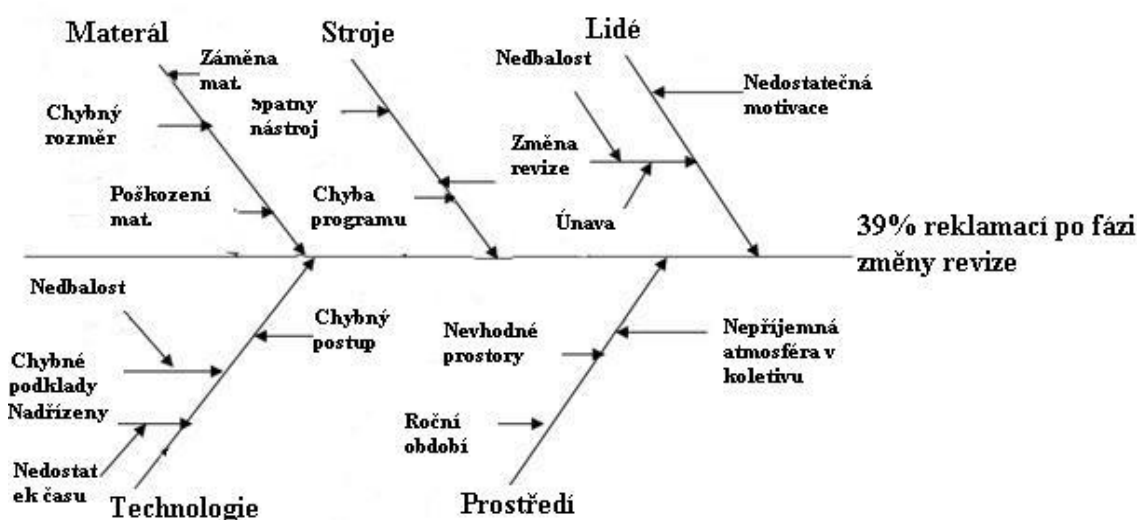 Materál
Stroje
Lidé
Záměna
mat.
Nedbalost
Nedostatečná
motivace
Chybný
rozměr
Spatny
nástroj
Změna
revize
Poškození
mat.
Chyba
programu
Únava
39% reklamací po fázi
změny revize
Nedbalost
Chybný
postup
Nevhodné
prostory
Nepříjemná
atmosféra v
koletivu
Chybné
podklady
Nadřízeny
Roční
období
Nedostat
ek času
Technologie
Prostředí